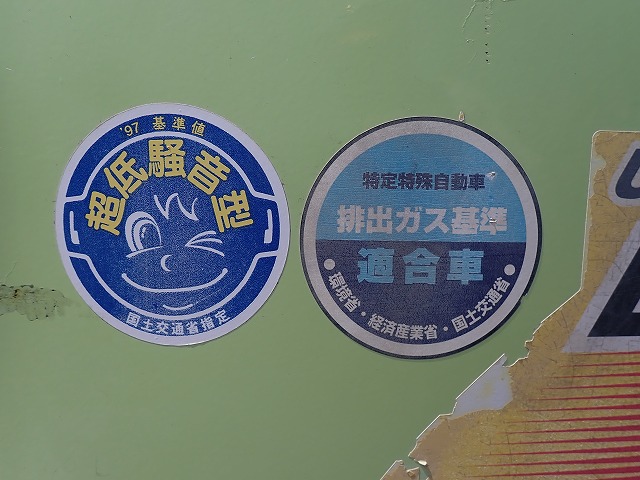 '97 基準値
超低騒音型
国土交通省指定
特定特殊自動車
排出ガス基準
適合車
・環境省・経済産業省・国土交通省・